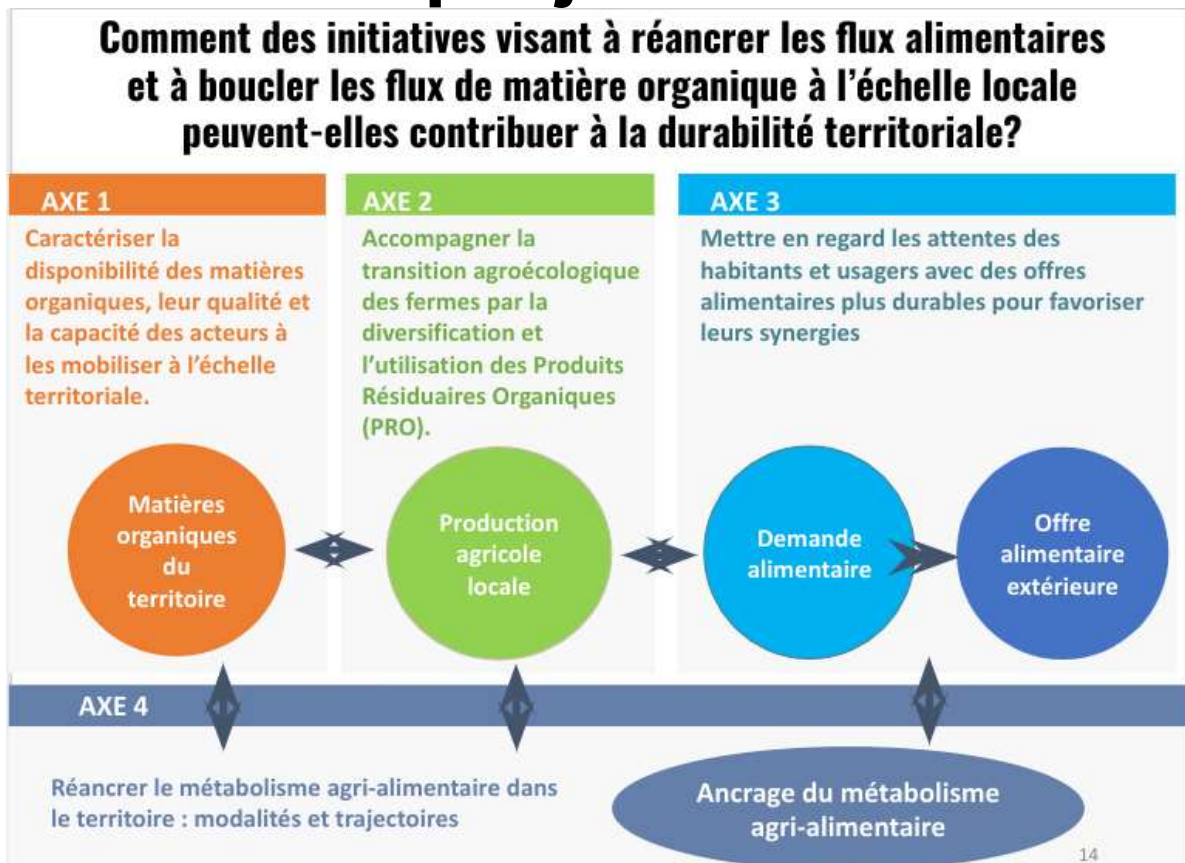 Comment des initiatives visant à réancrer les flux alimentaires
et à boucler les flux de matière organique à l’échelle locale
peuvent-elles contribuer à la durabilité territoriale?
AXE 1
Caractériser la
disponibilité des matières
organiques, leur qualité et
la capacité des acteurs à
les mobiliser à l’échelle
territoriale.
Matières
organiques
du
territoire
AXE 2
Accompagner la
transition agroécologique
des fermes par la
diversification et
l’utilisation des Produits
Résiduaires Organiques
(PRO).
Production
agricole
locale
AXE 3
Mettre en regard les attentes des
habitants et usagers avec des offres
alimentaires plus durables pour favoriser
leurs synergies
Demande
alimentaire
Offre
alimentaire
extérieure
AXE 4
Réancrer le métabolisme agri-alimentaire dans
le territoire : modalités et trajectoires
Ancrage du métabolisme
agri-alimentaire
14